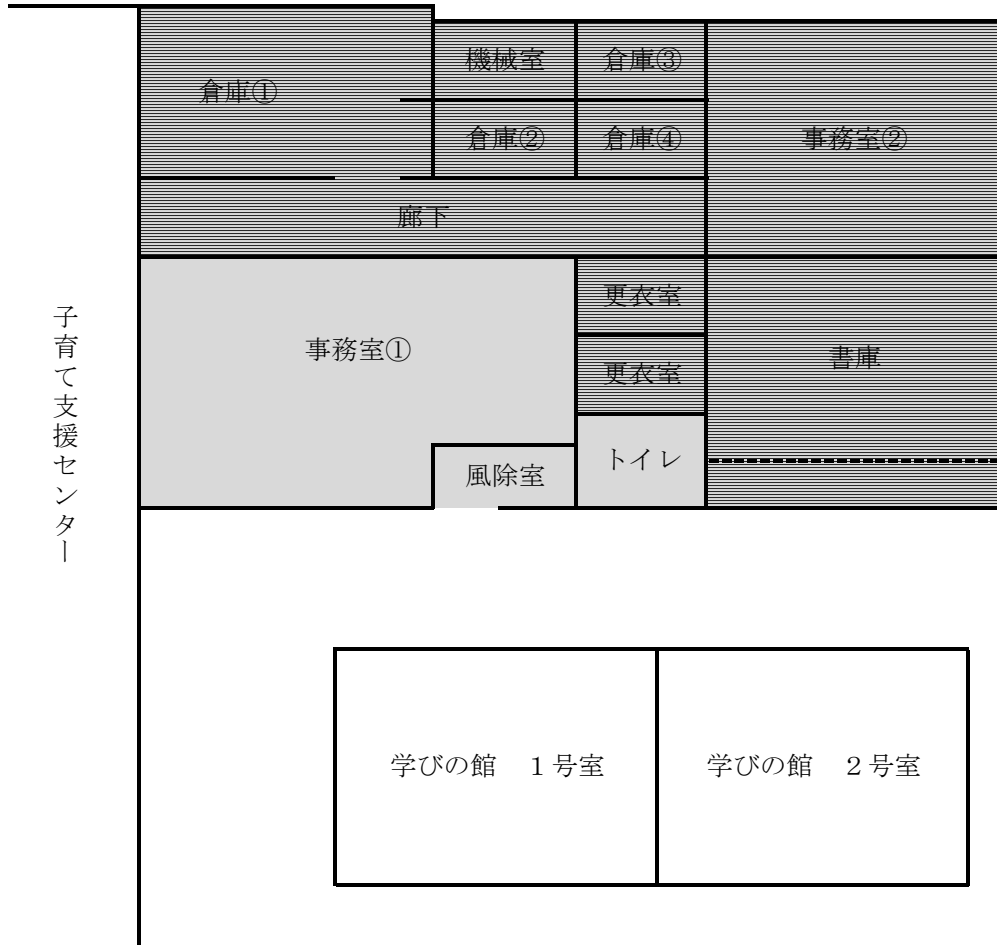 機械室
倉庫③
倉庫①
倉庫②
倉庫④
事務室②
廊下
更衣室
事務室①
更衣室
書庫
トイレ
風除室
子育て支援センター
学びの館　１号室
学びの館　２号室